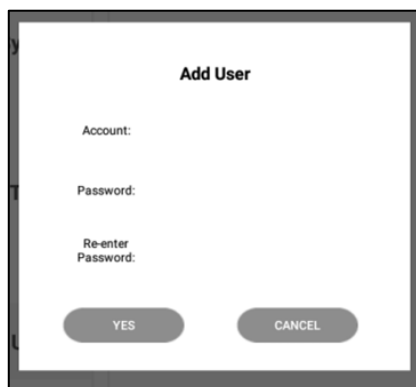 Add User
Account:
Password:
Re-enter
Password:
YES
CANCEL